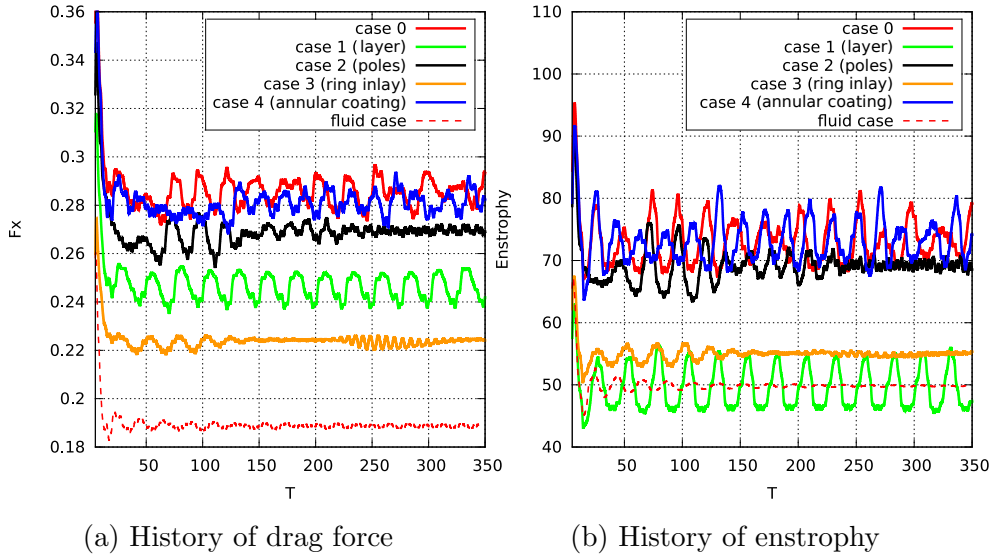 0.36
0.34
0.32
0.3
0.28
0.26
0.24
0.22
0.2
0.18
Fx
case 0
case 1 (layer)
case 2 (poles)
case 3 (ring inlay)
case 4 (annular coating)
fluid case
50 100 150 200 250 300 350
T
(a) History of drag force
110
100
90
80
70
60
50
40
Enstrophy
case 0
case 1 (layer)
case 2 (poles)
case 3 (ring inlay)
case 4 (annular coating)
fluid case
50 100 150 200 250 300 350
T
(b) History of enstrophy